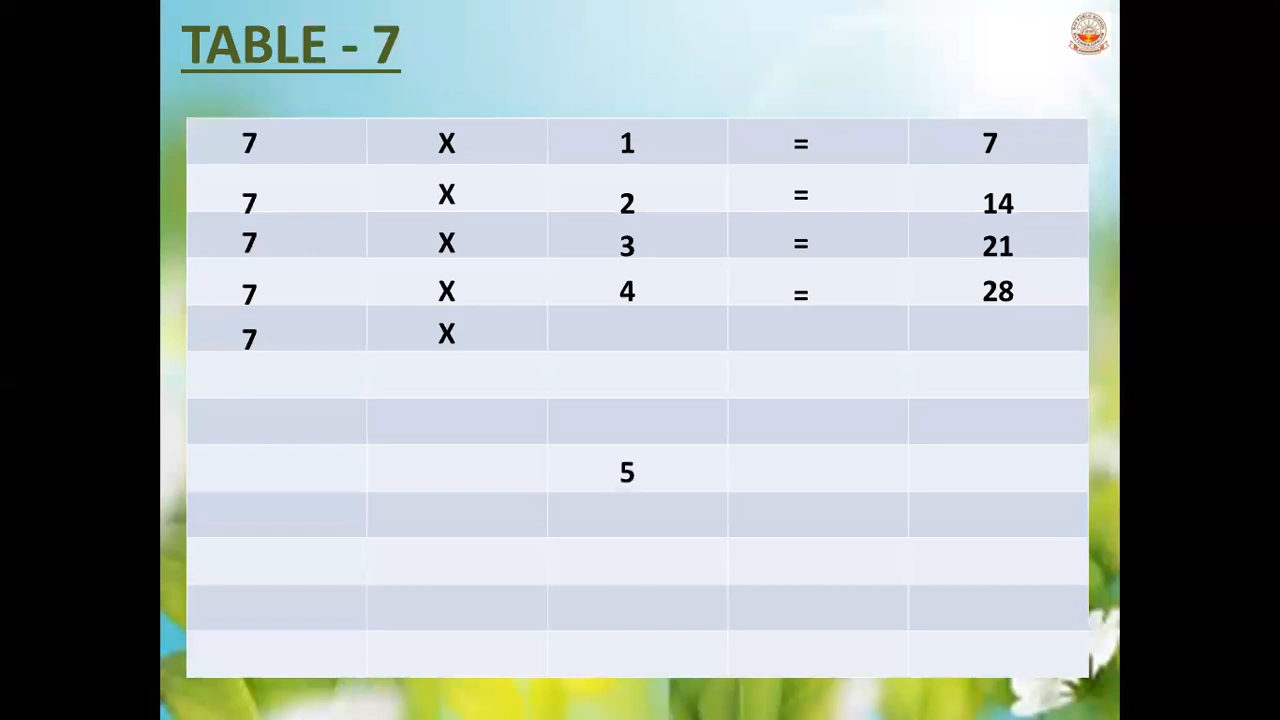 TABLE - 7
7 X 1 = 7
7 X 2 = 14
7 X 3 = 21
7 X 4 = 28
7 X
5